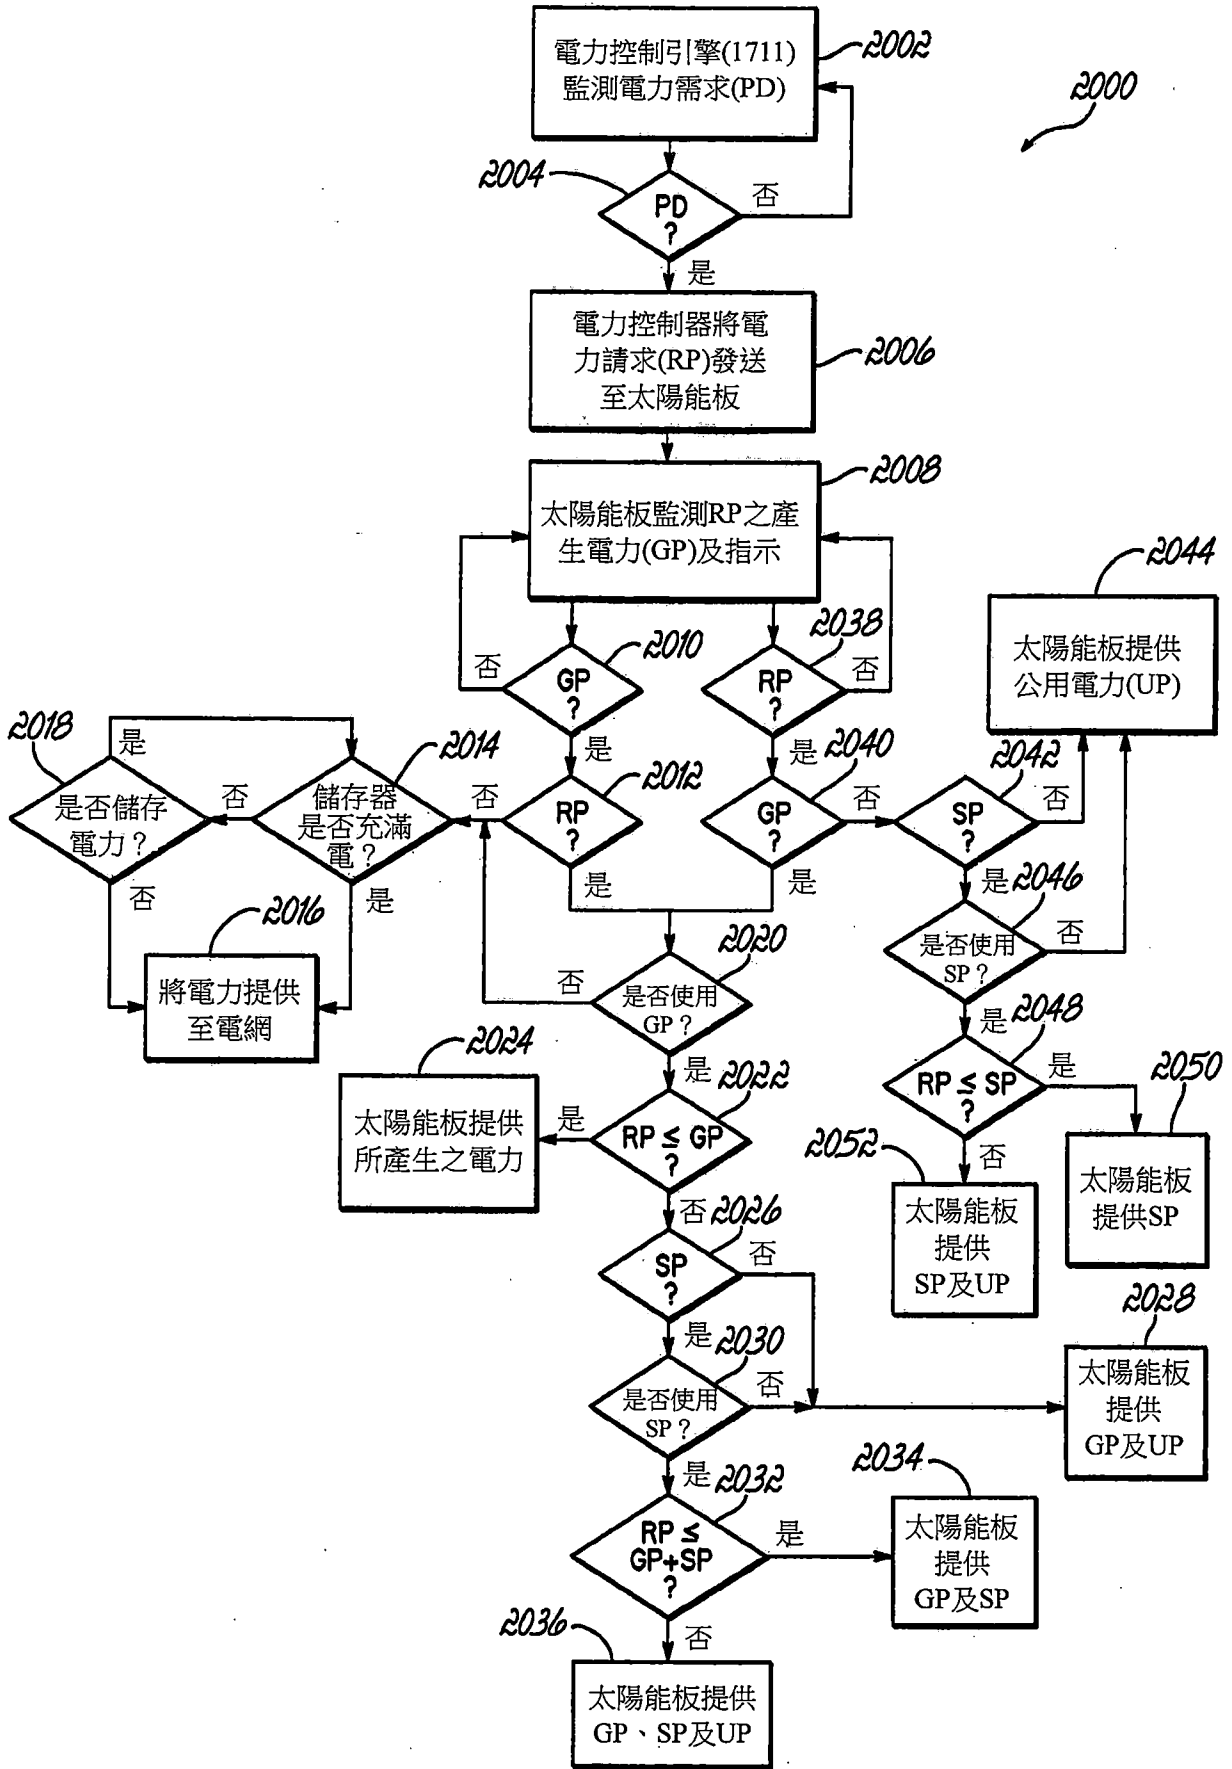 電力控制引擎(1711)
監測電力需求(PD)
2002
2000
2004
PD
?
否
是
電力控制器將電
力請求(RP)發送
至太陽能板
2006
2008
太陽能板監測RP之產
生電力(GP)及指示
2044
太陽能板提供
公用電力(UP)
2010
否
GP
?
是
2038
RP
?
否
是
2018
是
是否儲存
電力？
否
否
2014
儲存器
是否充滿
電？
是
否
2012
RP
?
是
2040
GP
?
否
是
2042
SP
?
否
是
2016
將電力提供
至電網
2020
否
是否使用
GP？
是
2046
是否使用
SP？
否
是
2024
太陽能板提供
所產生之電力
2022
是
RP ≤ GP
?
否
2048
RP ≤ SP
?
是
否
2050
太陽能板
提供SP
2052
太陽能板
提供
SP及UP
2026
SP
?
否
是
2028
太陽能板
提供
GP及UP
2030
是否使用
SP？
否
是
2032
RP ≤
GP+SP
?
是
否
2034
太陽能板
提供
GP及SP
2036
太陽能板提供
GP、SP及UP